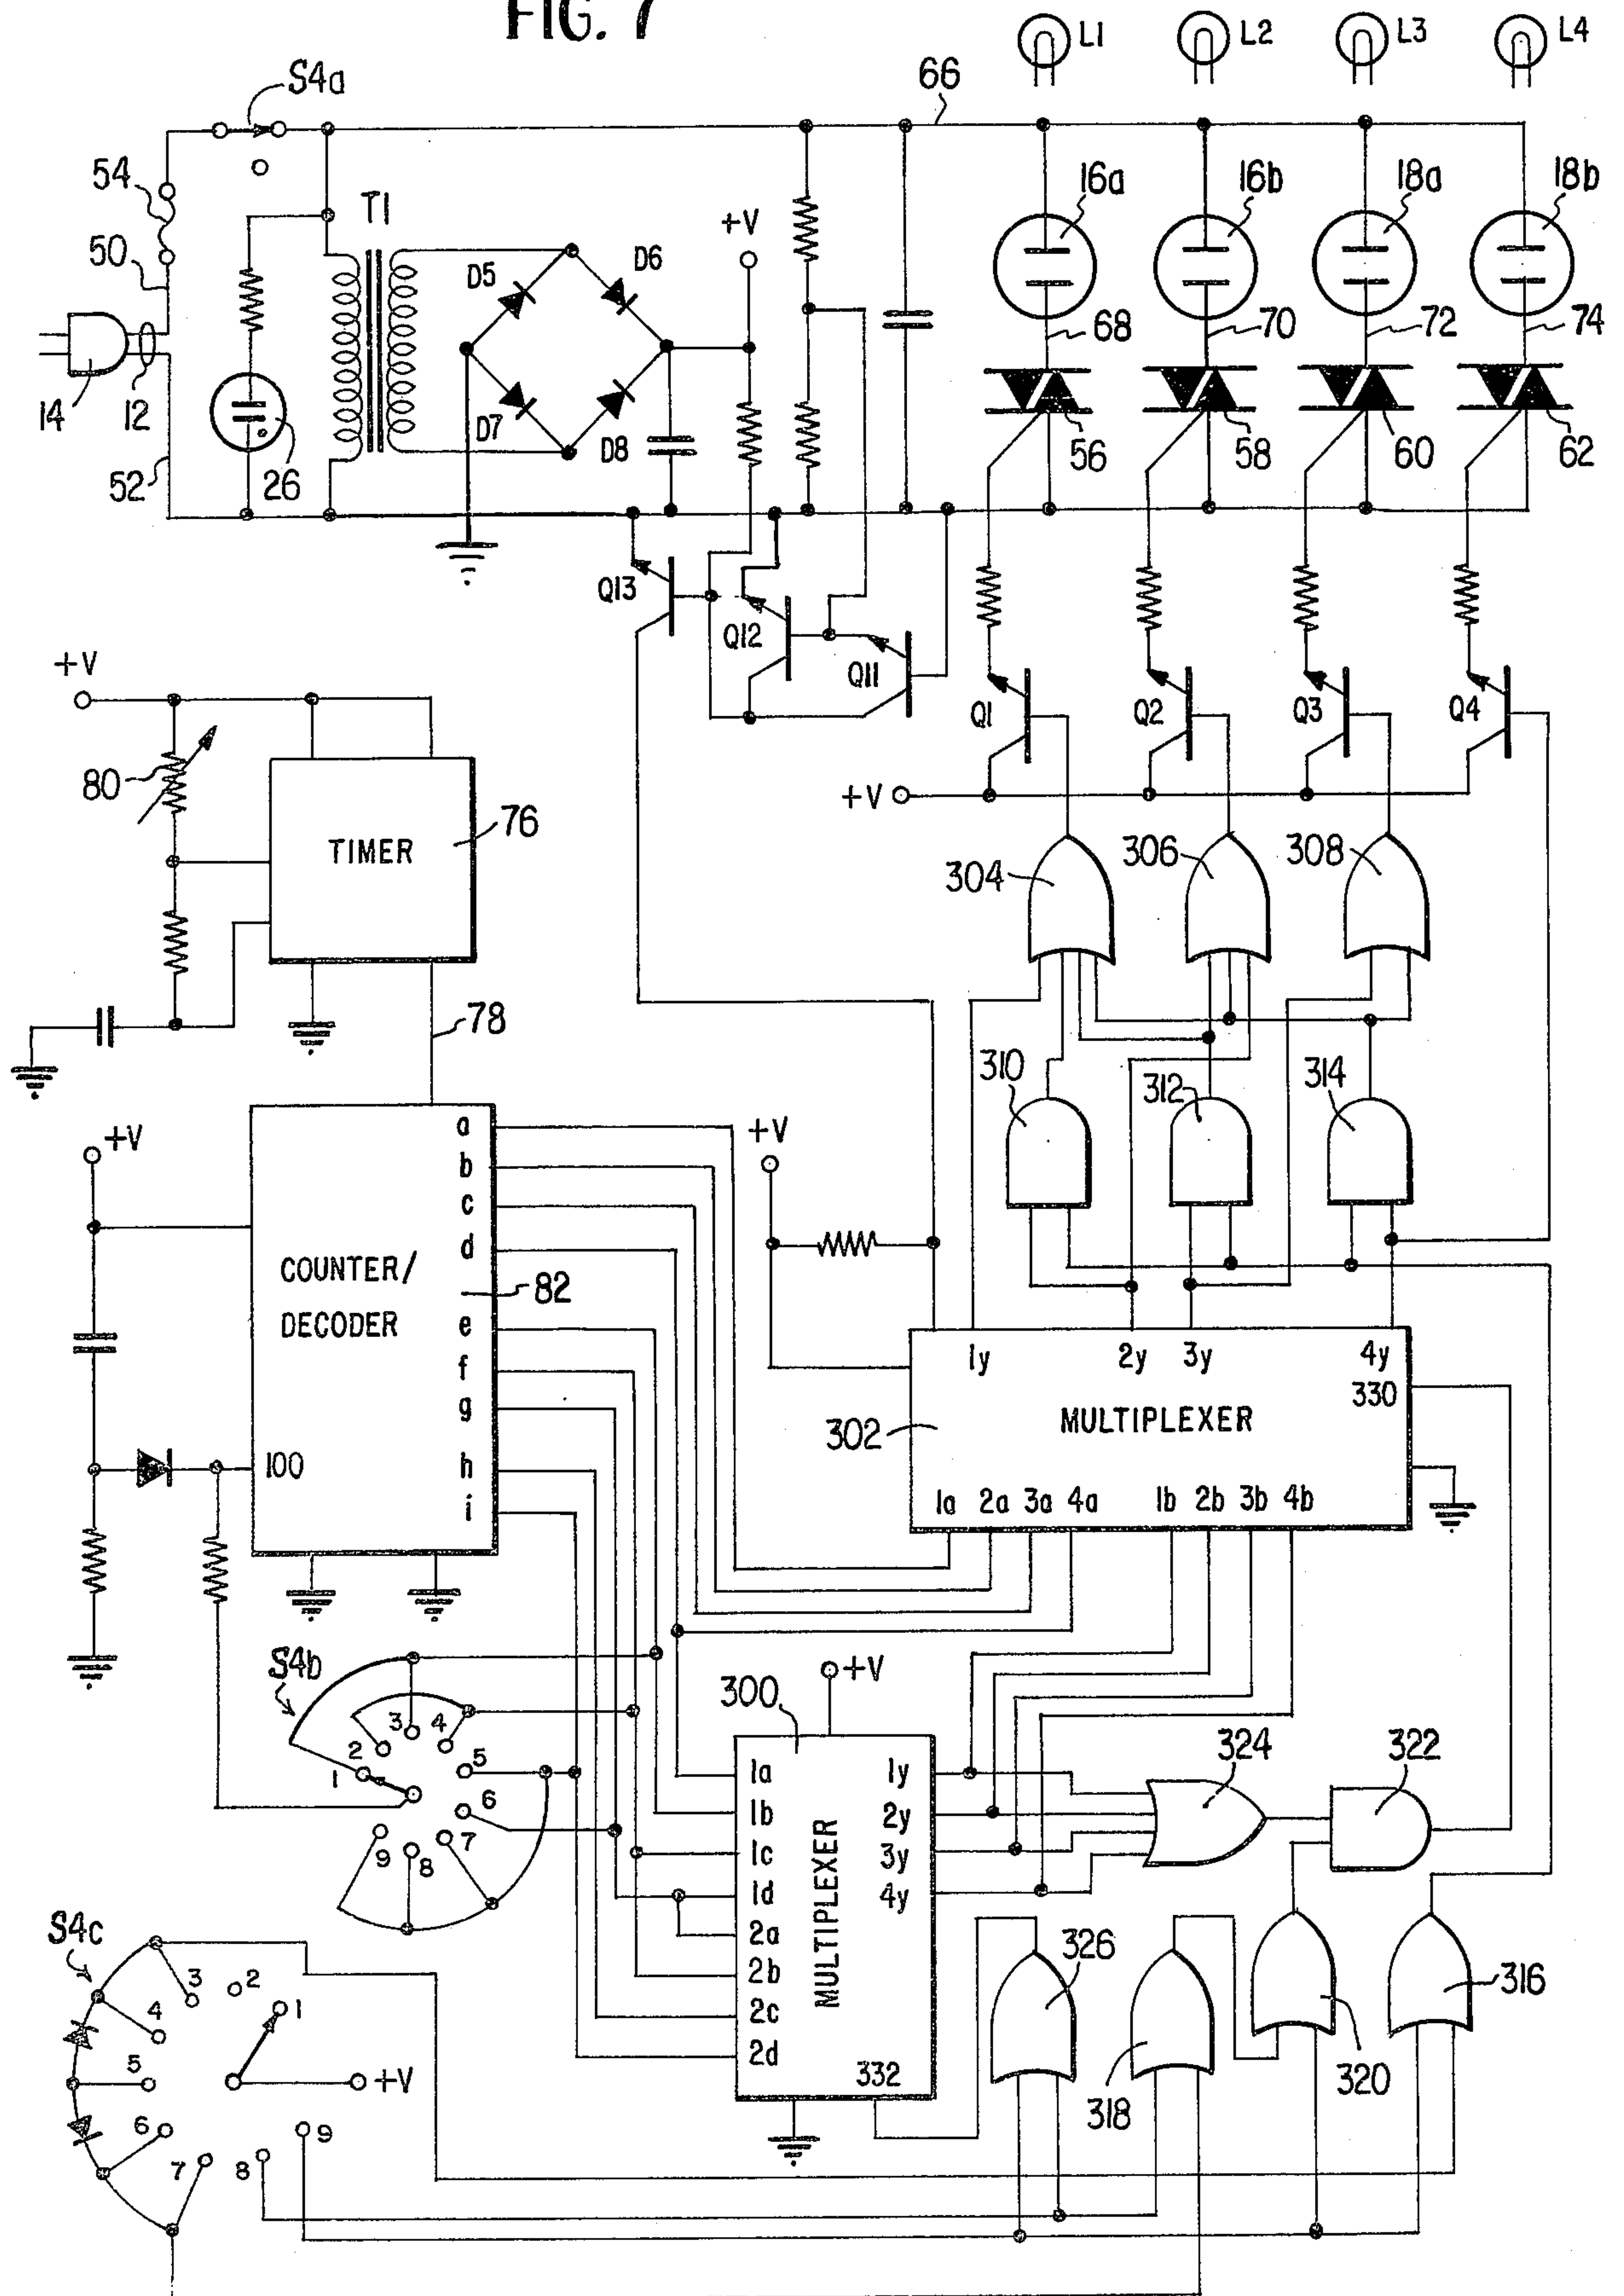 FIG. 7
L1 L2 L3 L4
S4a
66
54
T1
+V
16a 16b 18a 18b
50
D5 D6
68 70 72 74
14 12
D7 D8
52 26
56 58 60 62
Q13 Q12 Q11
Q1 Q2 Q3 Q4
+V
80
TIMER
76
+V
304 306 308
78
310 312 314
+V
+V
a
b
c
d
COUNTER/
DECODER
82
e
f
g
h
i
100
1y 2y 3y 4y
330
302
MULTIPLEXER
1a 2a 3a 4a 1b 2b 3b 4b
S4b
1 2 3 4 5 6 7 8 9
300
+V
1a
1b
1c
1d
2a
2b
2c
2d
MULTIPLEXER
1y
2y
3y
4y
332
324 322
326 318 320 316
S4c
1 2 3 4 5 6 7 8 9
+V